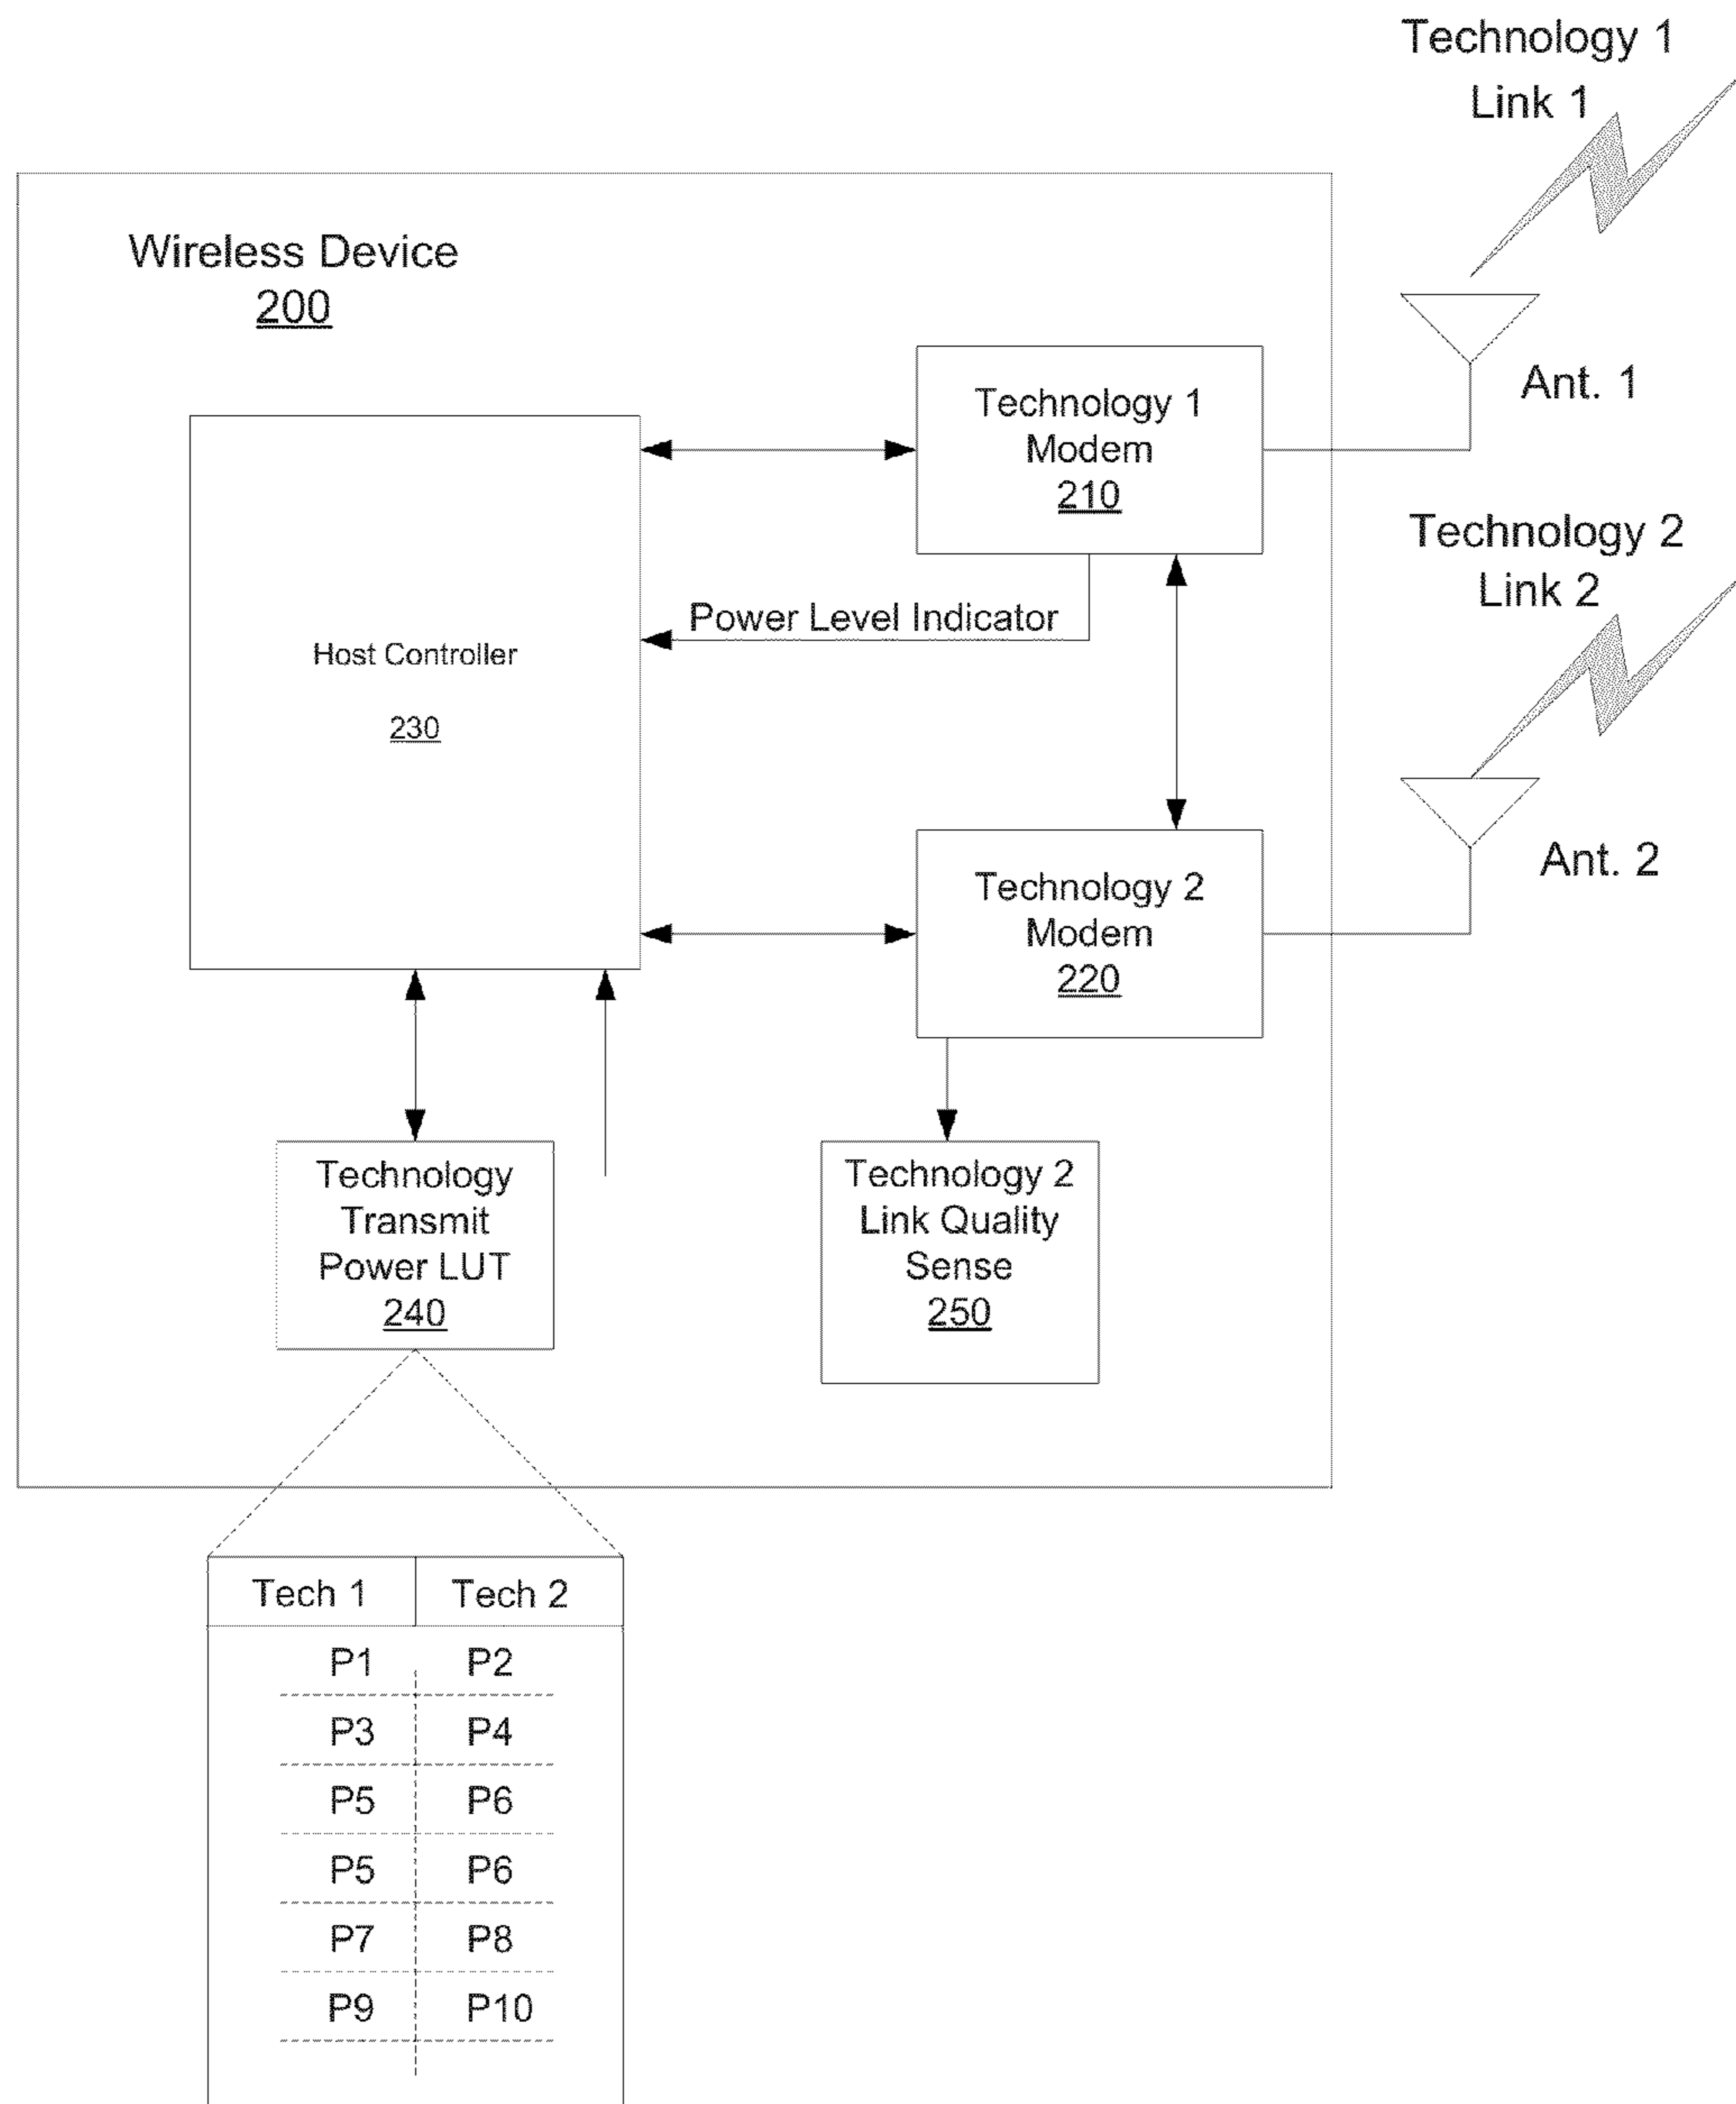 Technology 1
Link 1
Wireless Device
200
Ant. 1
Technology 1
Modem
210
Technology 2
Link 2
Power Level Indicator
Host Controller
230
Ant. 2
Technology 2
Modem
220
Technology
Transmit
Power LUT
240
Technology 2
Link Quality
Sense
250
Tech 1 Tech 2
P1 P2
P3 P4
P5 P6
P5 P6
P7 P8
P9 P10